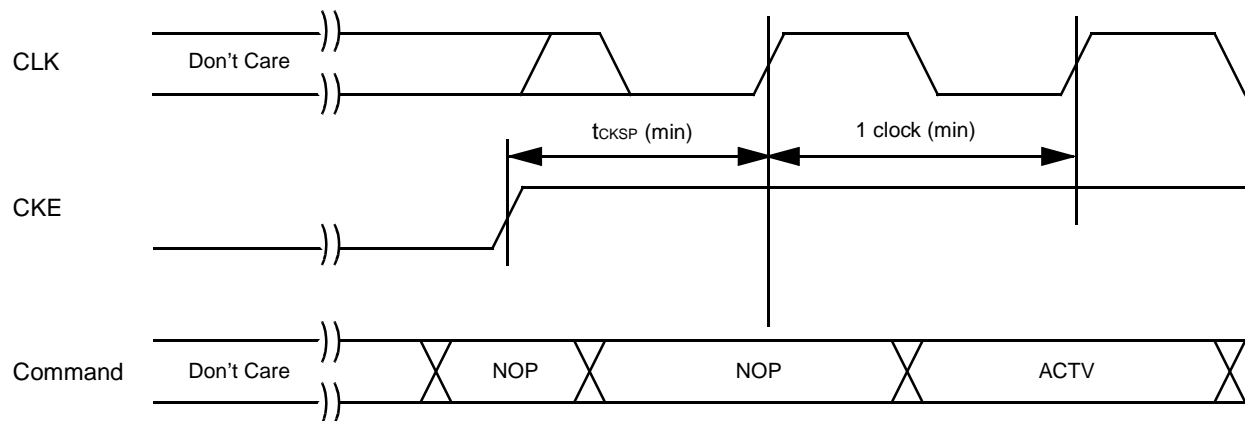 CLK Don't Care
tCKSP (min) 1 clock (min)
CKE
Command Don't Care NOP NOP ACTV